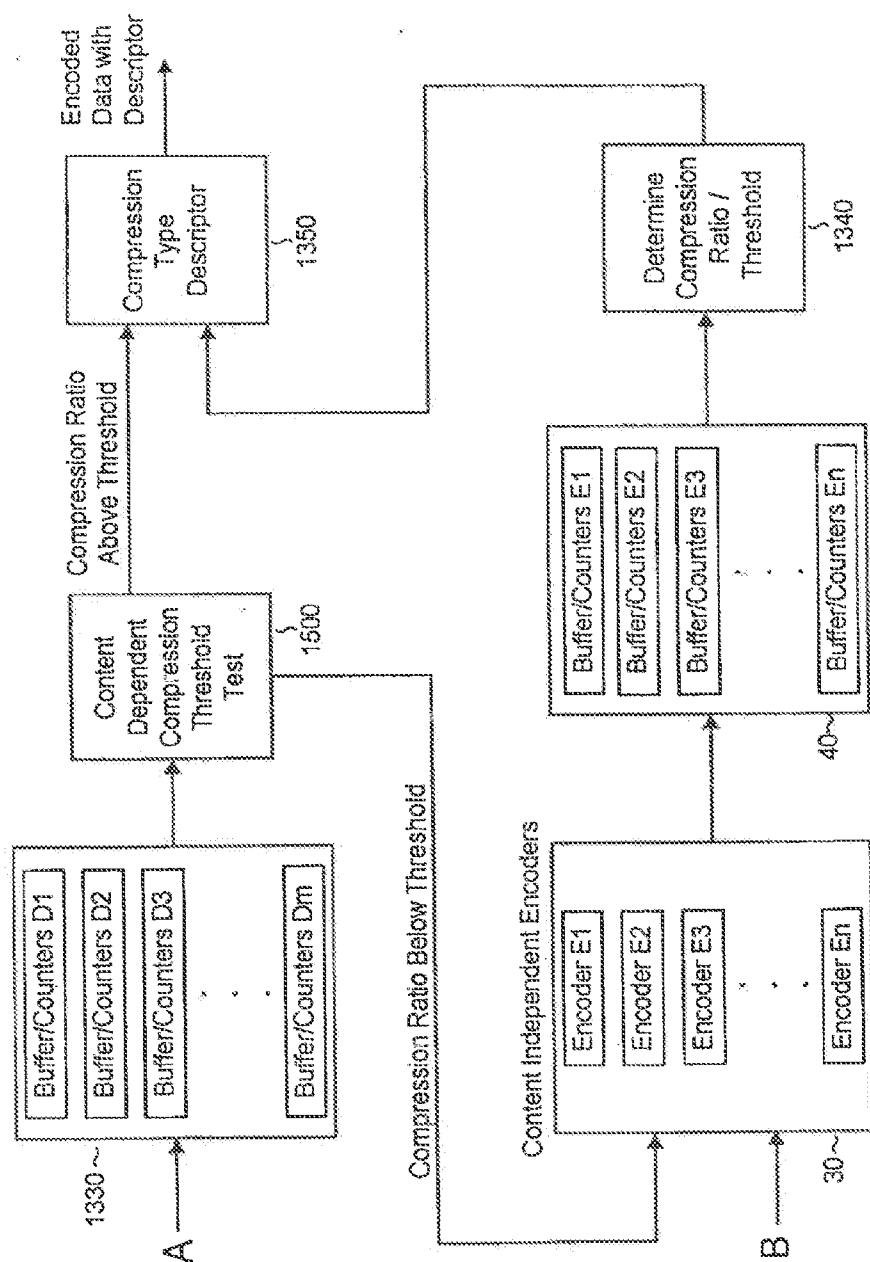 A
1330
Buffer/Counters D1
Buffer/Counters D2
Buffer/Counters D3
Buffer/Counters Dm
Content
Dependent
Compression
Threshold
Test
1500
Compression Ratio
Above Threshold
Compression
Type
Descriptor
1350
Encoded
Data with
Descriptor
Compression Ratio Below Threshold
B
Content Independent Encoders
Encoder E1
Encoder E2
Encoder E3
Encoder En
30
Buffer/Counters E1
Buffer/Counters E2
Buffer/Counters E3
Buffer/Counters En
40
Determine
Compression
Ratio /
Threshold
1340